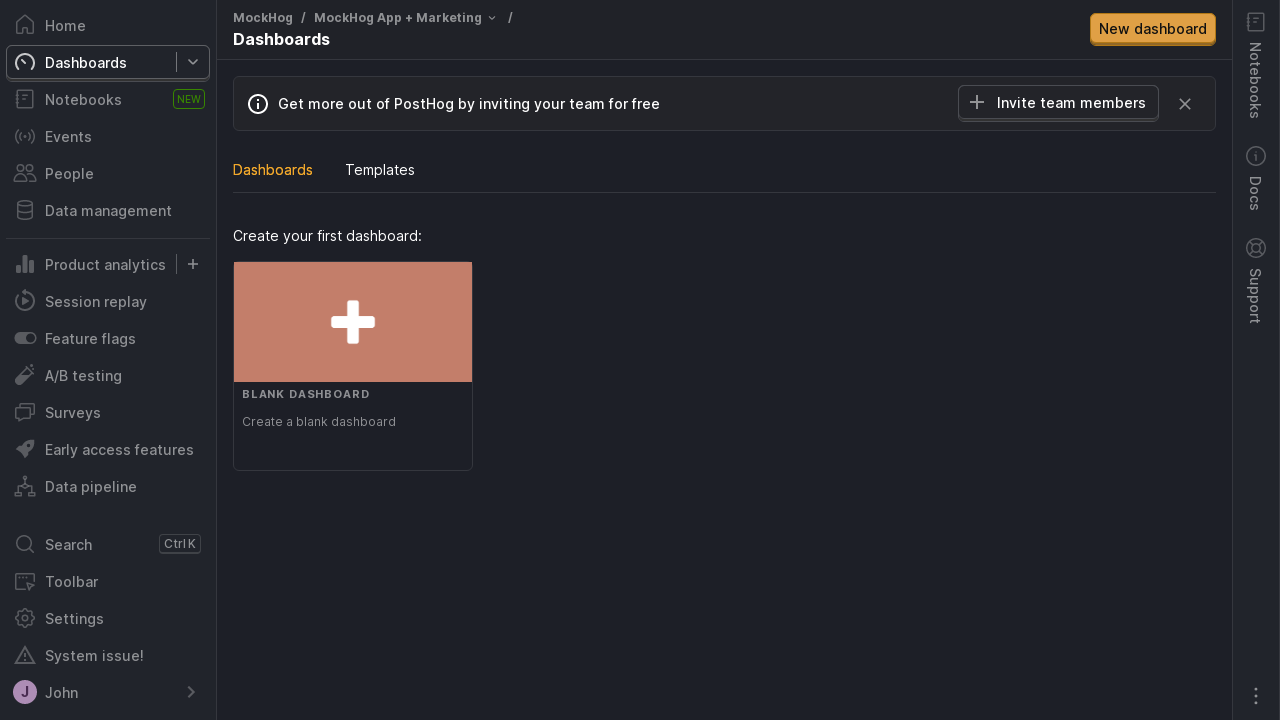 Home
Dashboards
Notebooks NEW
Events
People
Data management
Product analytics
Session replay
Feature flags
A/B testing
Surveys
Early access features
Data pipeline
Search Ctrl K
Toolbar
Settings
System issue!
J John
MockHog / MockHog App + Marketing /
Dashboards
New dashboard
Get more out of PostHog by inviting your team for free
Invite team members
Dashboards Templates
Create your first dashboard:
BLANK DASHBOARD
Create a blank dashboard
Notebooks
Docs
Support